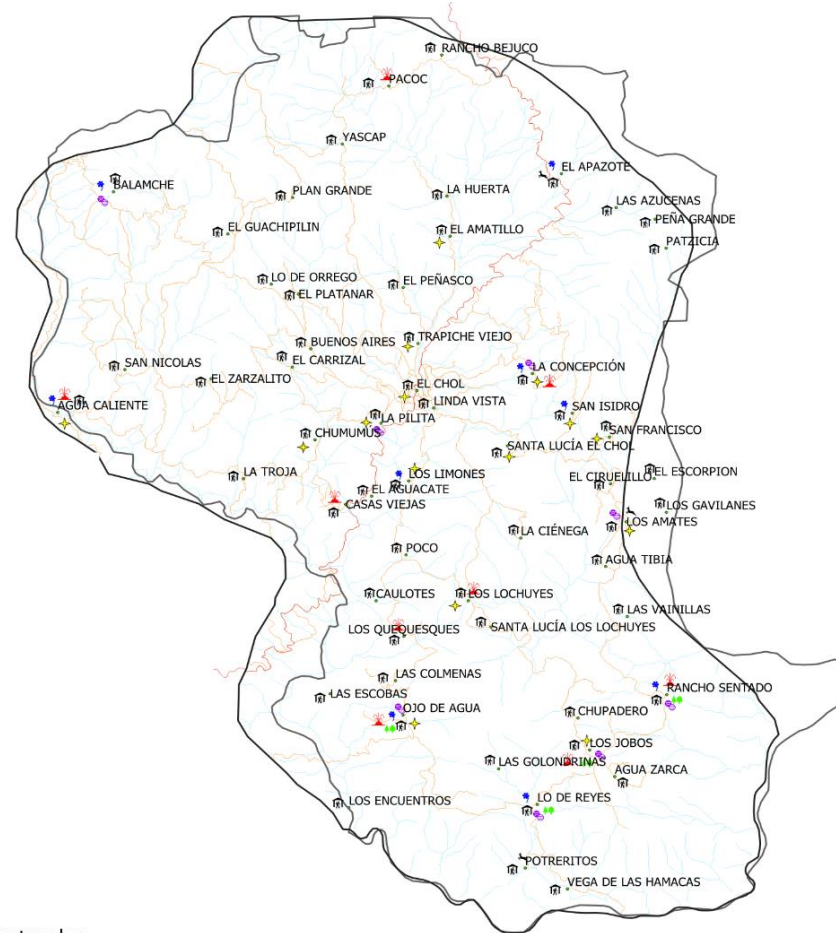 RANCHO BEJUCO
PACOC
YASCAP
EL APAZOTE
BALAMCHE
PLAN GRANDE
LA HUERTA
LAS AZUCENAS
PEÑA GRANDE
EL GUACHIPILIN
EL AMATILLO
PATZICIA
LO DE ORREGO
EL PEÑASCO
EL PLATANAR
BUENOS AIRES
TRAPICHE VIEJO
EL CARRIZAL
SAN NICOLAS
LA CONCEPCIÓN
EL ZARZALITO
EL CHOL
LINDA VISTA
AGUA CALIENTE
SAN ISIDRO
LA PILITA
CHUMUMUS
SAN FRANCISCO
SANTA LUCÍA EL CHOL
LA TROJA
LOS LIMONES
EL CIRUELILLO
EL ESCORPION
EL AGUACATE
CASAS VIEJAS
LOS GAVILANES
LOS AMATES
LA CIÉNEGA
POCO
AGUA TIBIA
CAULOTES
LOS LOCHUYES
LAS VAINILLAS
LOS QUEQUESQUES
SANTA LUCÍA LOS LOCHUYES
LAS COLMENAS
RANCHO SENTADO
LAS ESCOBAS
OJO DE AGUA
CHUPADERO
LOS JOBOS
LAS GOLONDRINAS
AGUA ZARCA
LOS ENCUENTROS
LO DE REYES
POTRERITOS
VEGA DE LAS HAMACAS